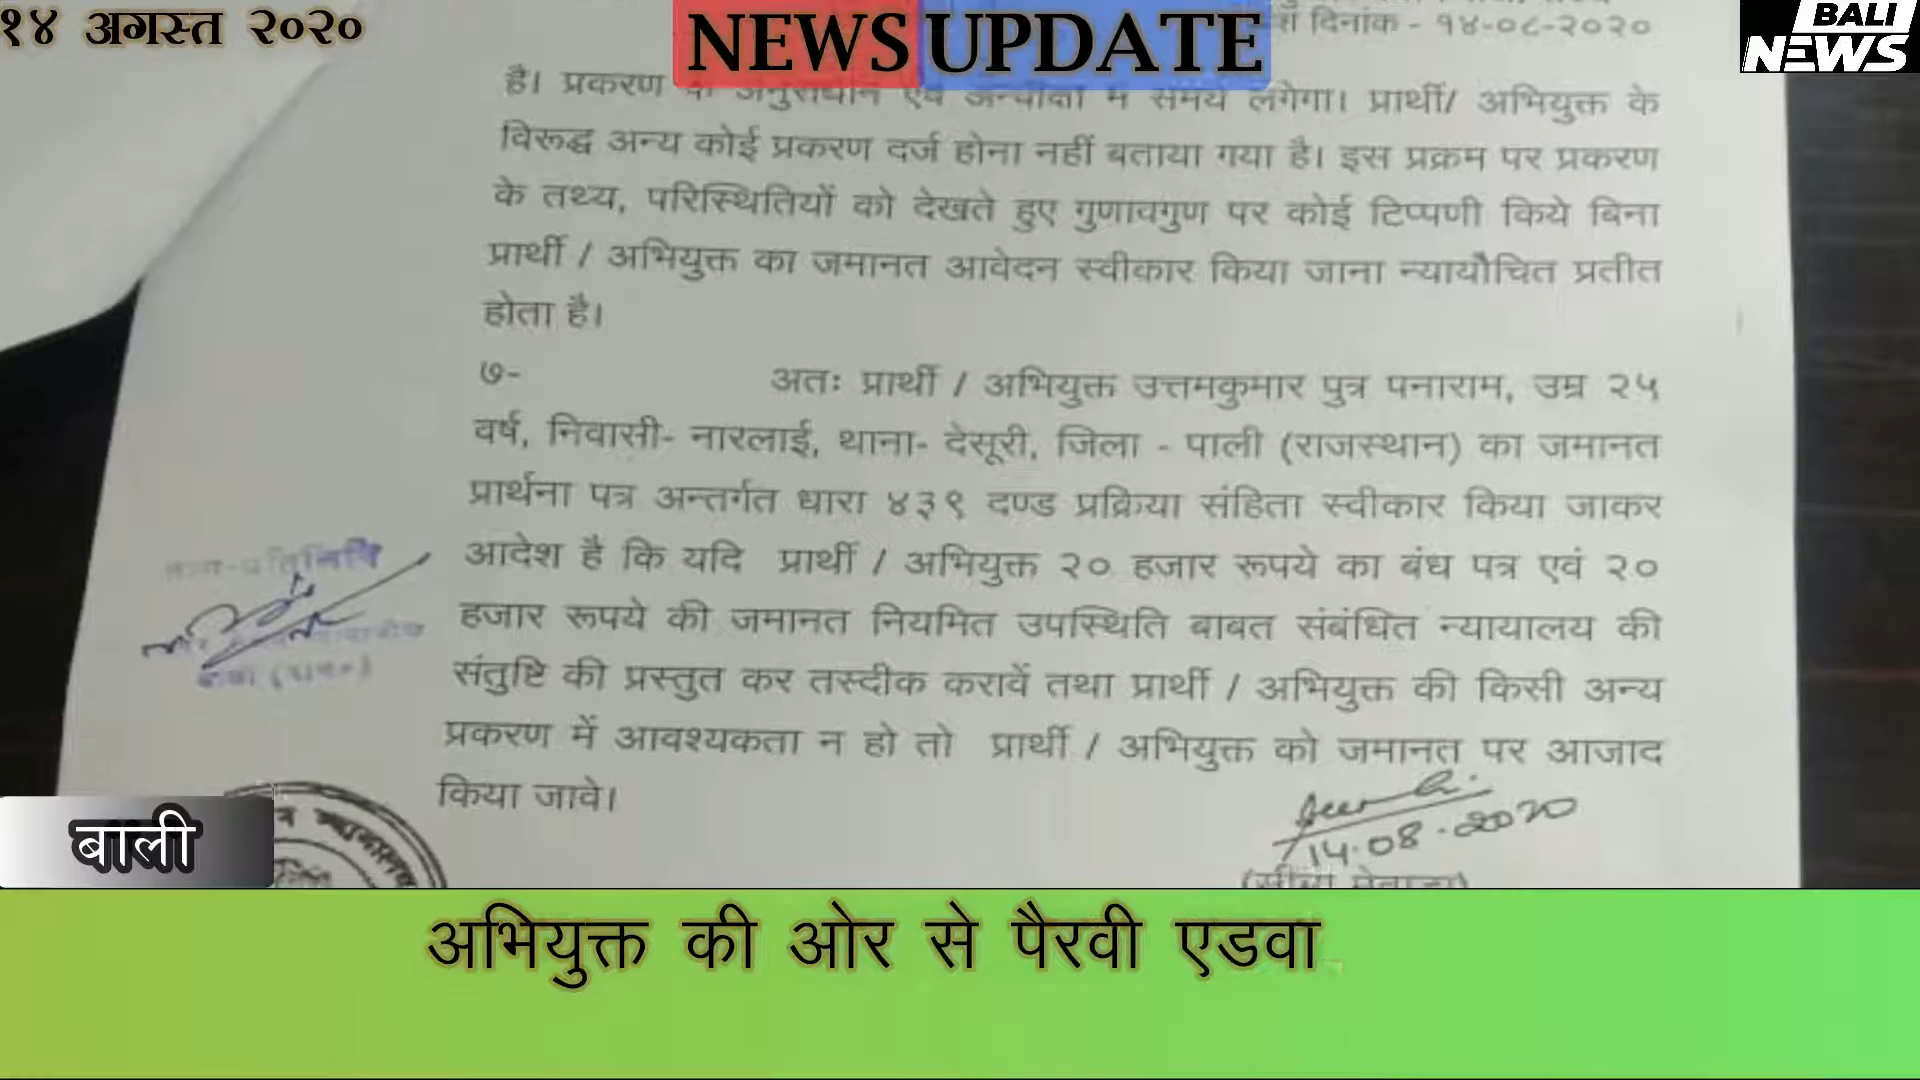 १४ अगस्त २०२०
NEWS UPDATE
दिनांक - १४-०८-२०२०
BALI
NEWS
है। प्रकरण के अनुसंधान एवं अन्वीक्षा में समय लगेगा। प्रार्थी/ अभियुक्त के
विरूद्ध अन्य कोई प्रकरण दर्ज होना नहीं बताया गया है। इस प्रक्रम पर प्रकरण
के तथ्य, परिस्थितियों को देखते हुए गुणावगुण पर कोई टिप्पणी किये बिना
प्रार्थी / अभियुक्त का जमानत आवेदन स्वीकार किया जाना न्यायौचित प्रतीत
होता है।
७- अतः प्रार्थी / अभियुक्त उत्तमकुमार पुत्र पनाराम, उम्र २५
वर्ष, निवासी- नारलाई, थाना- देसूरी, जिला - पाली (राजस्थान) का जमानत
प्रार्थना पत्र अन्तर्गत धारा ४३९ दण्ड प्रक्रिया संहिता स्वीकार किया जाकर
आदेश है कि यदि प्रार्थी / अभियुक्त २० हजार रूपये का बंध पत्र एवं २०
हजार रूपये की जमानत नियमित उपस्थिति बाबत संबंधित न्यायालय की
संतुष्टि की प्रस्तुत कर तस्दीक करावें तथा प्रार्थी / अभियुक्त की किसी अन्य
प्रकरण में आवश्यकता न हो तो प्रार्थी / अभियुक्त को जमानत पर आजाद
किया जावे।
14-08-2020
बाली
अभियुक्त की ओर से पैरवी एडवा